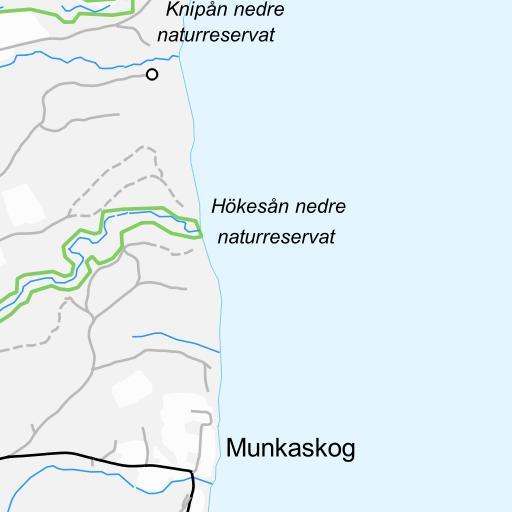 Knipån nedre
naturreservat
Hökesån nedre
naturreservat
Munkaskog